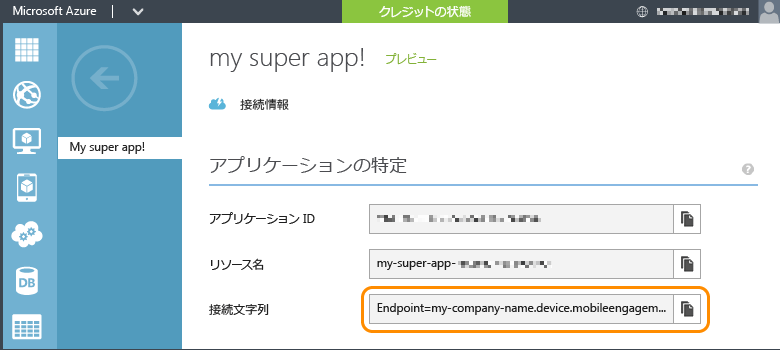 Microsoft Azure
クレジットの状態
my super app! プレビュー
接続情報
My super app!
アプリケーションの特定
?
アプリケーション ID
リソース名 my-super-app-
接続文字列 Endpoint=my-company-name.device.mobileengagem...
DB